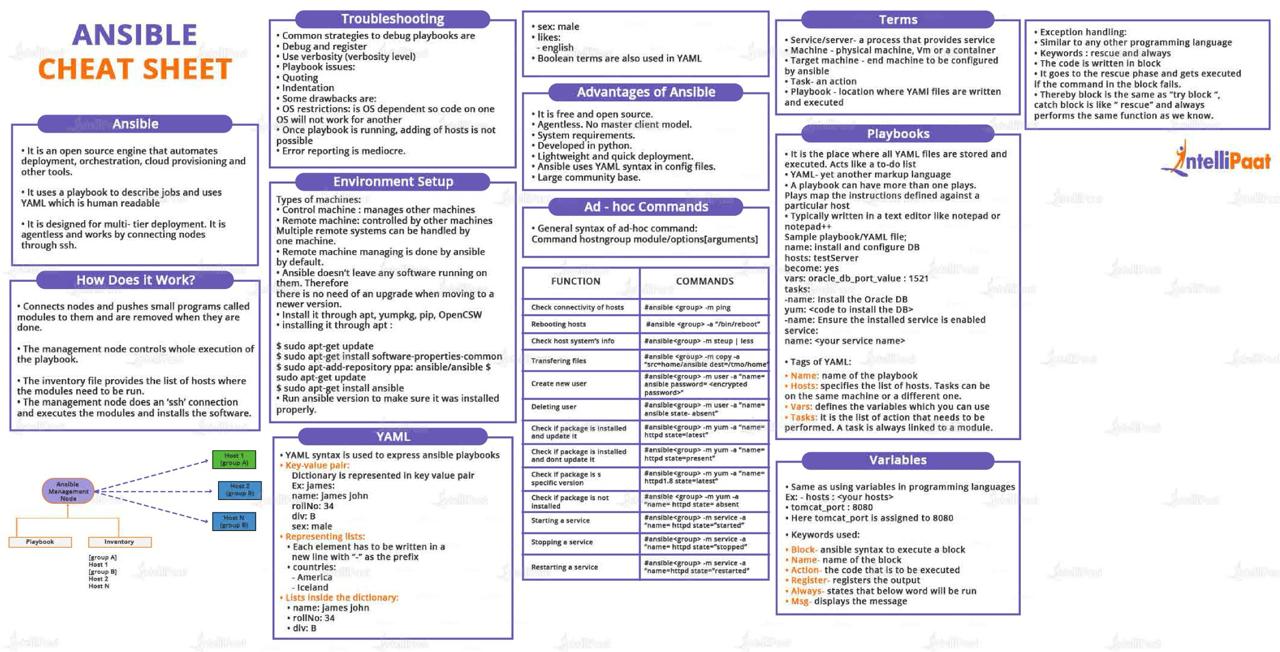 ANSIBLE
CHEAT SHEET
Ansible
• It is an open source engine that automates
deployment, orchestration, cloud provisioning and
other tools.
• It uses a playbook to describe jobs and uses
YAML which is human readable
• It is designed for multi- tier deployment. It is
agentless and works by connecting nodes
through ssh.
How Does it Work?
• Connects nodes and pushes small programs called
modules to them and are removed when they are
done.
• The management node controls whole execution of
the playbook.
• The inventory file provides the list of hosts where
the modules need to be run.
• The management node does an ‘ssh’ connection
and executes the modules and installs the software.
Ansible
Management
Node
Host 1
(group A)
Host 2
(group B)
Host N
(group B)
Playbook
Inventory
[group A]
Host 1
[group B]
Host 2
Host N
Troubleshooting
• Common strategies to debug playbooks are
• Debug and register
• Use verbosity (verbosity level)
• Playbook issues:
• Quoting
• Indentation
• Some drawbacks are:
• OS restrictions: is OS dependent so code on one
OS will not work for another
• Once playbook is running, adding of hosts is not
possible
• Error reporting is mediocre.
Environment Setup
Types of machines:
• Control machine : manages other machines
• Remote machine: controlled by other machines
Multiple remote systems can be handled by
one machine.
• Remote machine managing is done by ansible
by default.
• Ansible doesn’t leave any software running on
them. Therefore
there is no need of an upgrade when moving to a
newer version.
• Install it through apt, yumpkg, pip, OpenCSW
• installing it through apt :
$ sudo apt-get update
$ sudo apt-get install software-properties-common
$ sudo apt-add-repository ppa: ansible/ansible $
sudo apt-get update
$ sudo apt-get install ansible
• Run ansible version to make sure it was installed
properly.
YAML
• YAML syntax is used to express ansible playbooks
• Key-value pair:
Dictionary is represented in key value pair
Ex: James:
name: James John
rollNo: 34
div: B
sex: male
• Representing lists:
• Each element has to be written in a
new line with “-” as the prefix
• countries:
- America
- Iceland
• Lists inside the dictionary:
• name: James John
• rollNo: 34
• div: B
• sex: male
• likes:
- english
• Boolean terms are also used in YAML
Advantages of Ansible
• It is free and open source.
• Agentless. No master client model.
• System requirements.
• Developed in python.
• Lightweight and quick deployment.
• Ansible uses YAML syntax in config files.
• Large community base.
Ad - hoc Commands
• General syntax of ad-hoc command:
Command hostngroup module/options[arguments]
FUNCTION COMMANDS
Check connectivity of hosts #ansible <group> -m ping
Rebooting hosts #ansible <group> -a “/bin/reboot”
Check host system’s info #ansible<group> -m steup | less
Transfering files #ansible <group> -m copy -a
“src=home/ansible dest=/tmo/home”
Create new user #ansible<group> -m user -a “name=
ansible password= <encrypted
password>”
Deleting user #ansible<group> -m user -a “name=
ansible state- absent”
Check if package is installed
and update it #ansible<group> -m yum -a “name=
httpd state=latest”
Check if package is installed
and dont update it #ansible<group> -m yum -a “name=
httpd state=present”
Check if package is s
specific version #ansible<group> -m yum -a “name=
httpd1.8 state=latest”
Check if package is not
installed #ansible<group> -m yum -a
“name= httpd state= absent
Starting a service #ansible<group> -m service -a
“name= httpd state=”started”
Stopping a service #ansible<group> -m service -a
“name= httpd state=”stopped”
Restarting a service #ansible<group> -m service -a
“name=httpd state=”restarted”
Terms
• Service/server- a process that provides service
• Machine - physical machine, Vm or a container
• Target machine - end machine to be configured
by ansible
• Task- an action
• Playbook - location where YAMl files are written
and executed
Playbooks
• It is the place where all YAML files are stored and
executed. Acts like a to-do list
• YAML- yet another markup language
• A playbook can have more than one plays.
Plays map the instructions defined against a
particular host
• Typically written in a text editor like notepad or
notepad++
Sample playbook/YAML file;
name: install and configure DB
hosts: testServer
become: yes
vars: oracle_db_port_value : 1521
tasks:
-name: Install the Oracle DB
yum: <code to install the DB>
-name: Ensure the installed service is enabled
service:
name: <your service name>
• Tags of YAML:
• Name: name of the playbook
• Hosts: specifies the list of hosts. Tasks can be
on the same machine or a different one.
• Vars: defines the variables which you can use
• Tasks: it is the list of action that needs to be
performed. A task is always linked to a module.
Variables
• Same as using variables in programming languages
Ex: - hosts : <your hosts>
• tomcat_port : 8080
• Here tomcat_port is assigned to 8080
• Keywords used:
• Block- ansible syntax to execute a block
• Name- name of the block
• Action- the code that is to be executed
• Register- registers the output
• Always- states that below word will be run
• Msg- displays the message
• Exception handling:
• Similar to any other programming language
• Keywords : rescue and always
• The code is written in block
• It goes to the rescue phase and gets executed
if the command in the block fails.
• Thereby block is the same as “try block “,
catch block is like “ rescue” and always
performs the same function as we know.
IntelliPaat